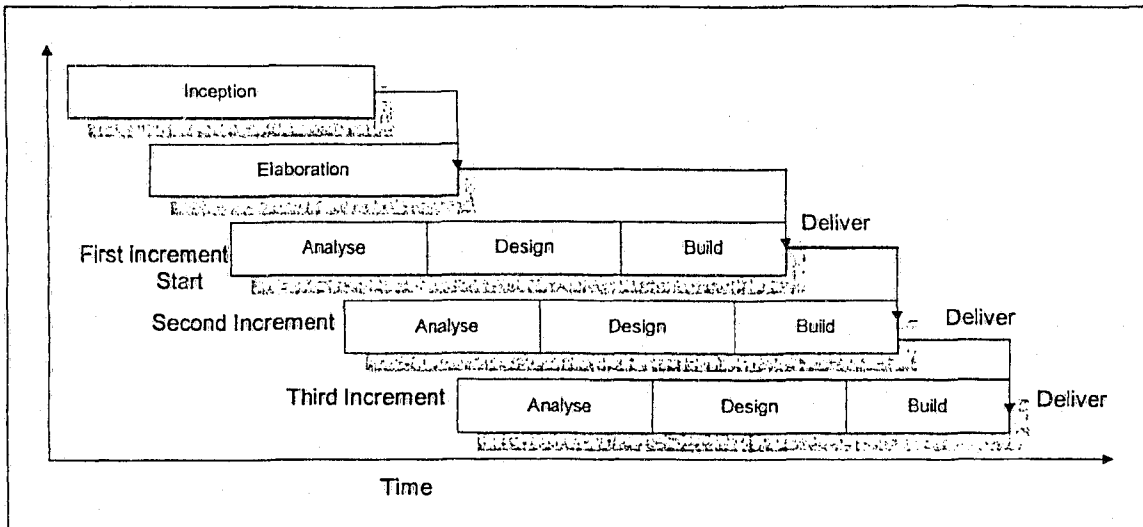 Inception
Elaboration
Deliver
First Increment
Start
Analyse
Design
Build
Second Increment
Analyse
Design
Build
Deliver
Third Increment
Analyse
Design
Build
Deliver
Time